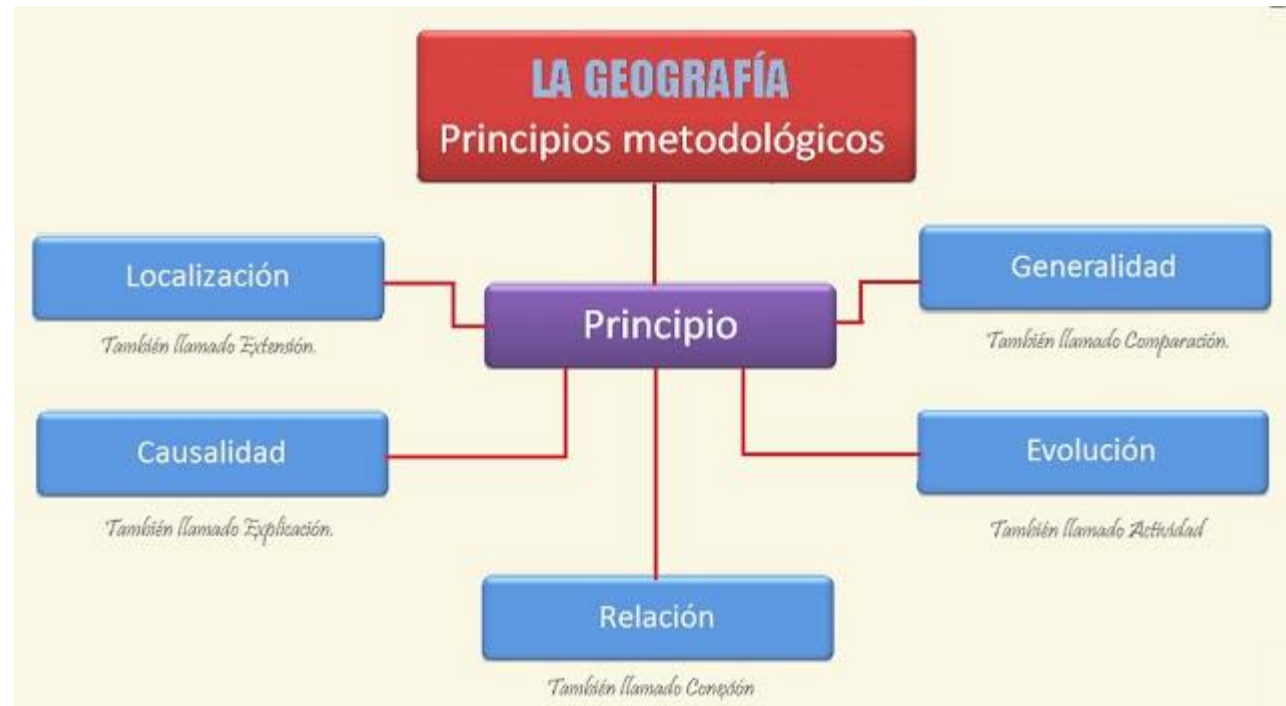 LA GEOGRAFÍA
Principios metodológicos
Localización
También llamado Extensión.
Principio
Generalidad
También llamado Comparación.
Causalidad
También llamado Explicación.
Evolución
También llamado Actividad
Relación
También llamado Conexión